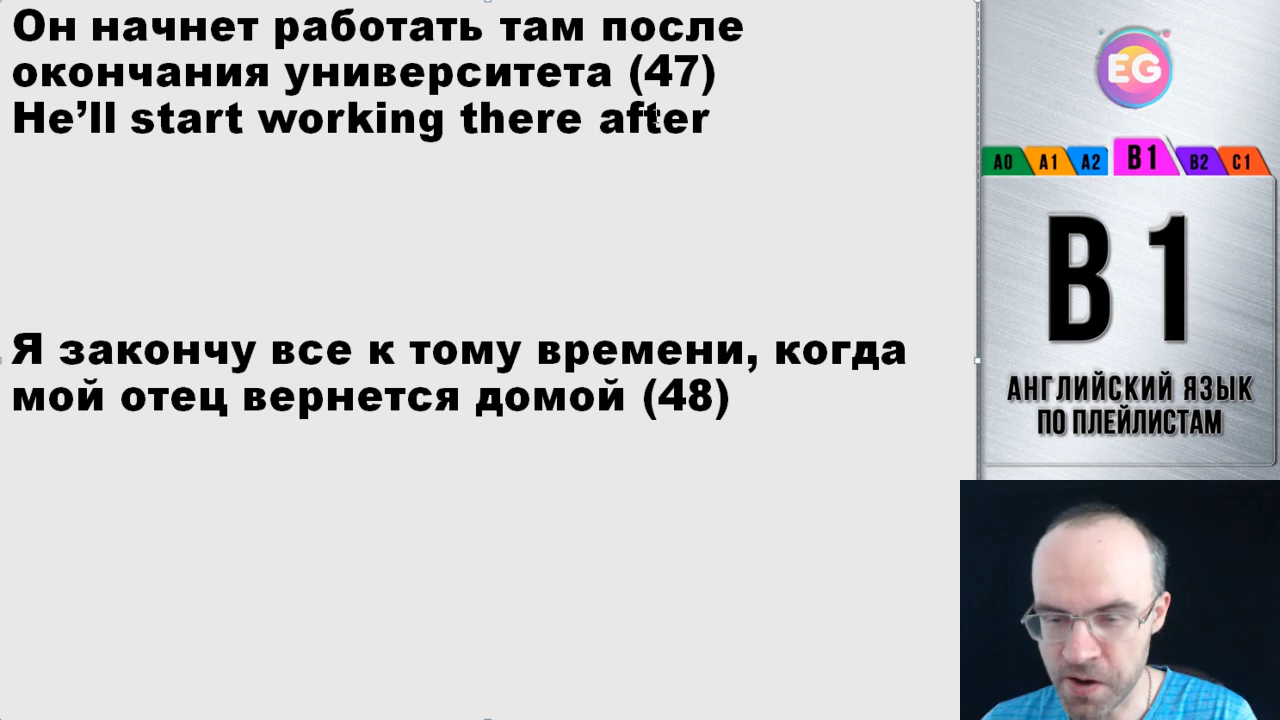 Он начнет работать там после
окончания университета (47)
He’ll start working there after
Я закончу все к тому времени, когда
мой отец вернется домой (48)
EG
A0 A1 A2 B1 B2 C1
B1
АНГЛИЙСКИЙ ЯЗЫК
ПО ПЛЕЙЛИСТАМ